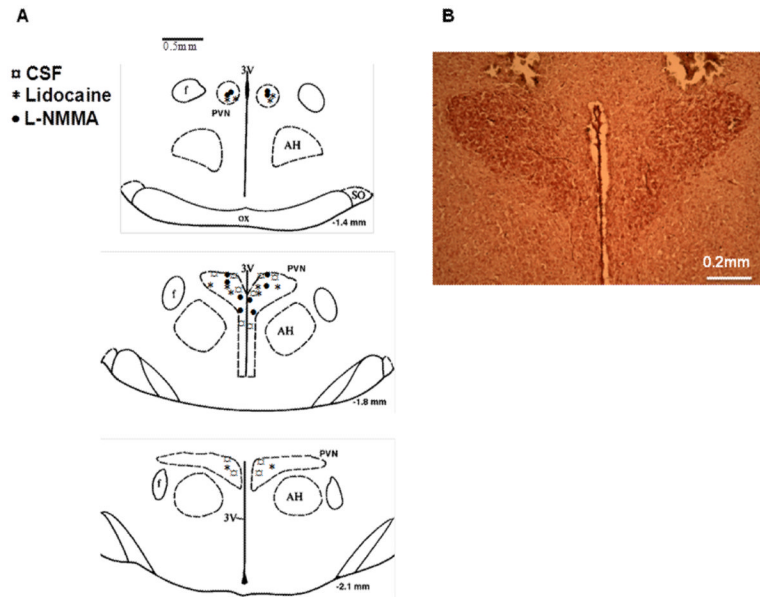 A
0.5mm
¤ CSF
* Lidocaine
● L-NMMA
3V
f
PVN
AH
SO
ox
-1.4 mm
3V
PVN
f
AH
-1.8 mm
PVN
f
AH
3V
-2.1 mm
B
0.2mm